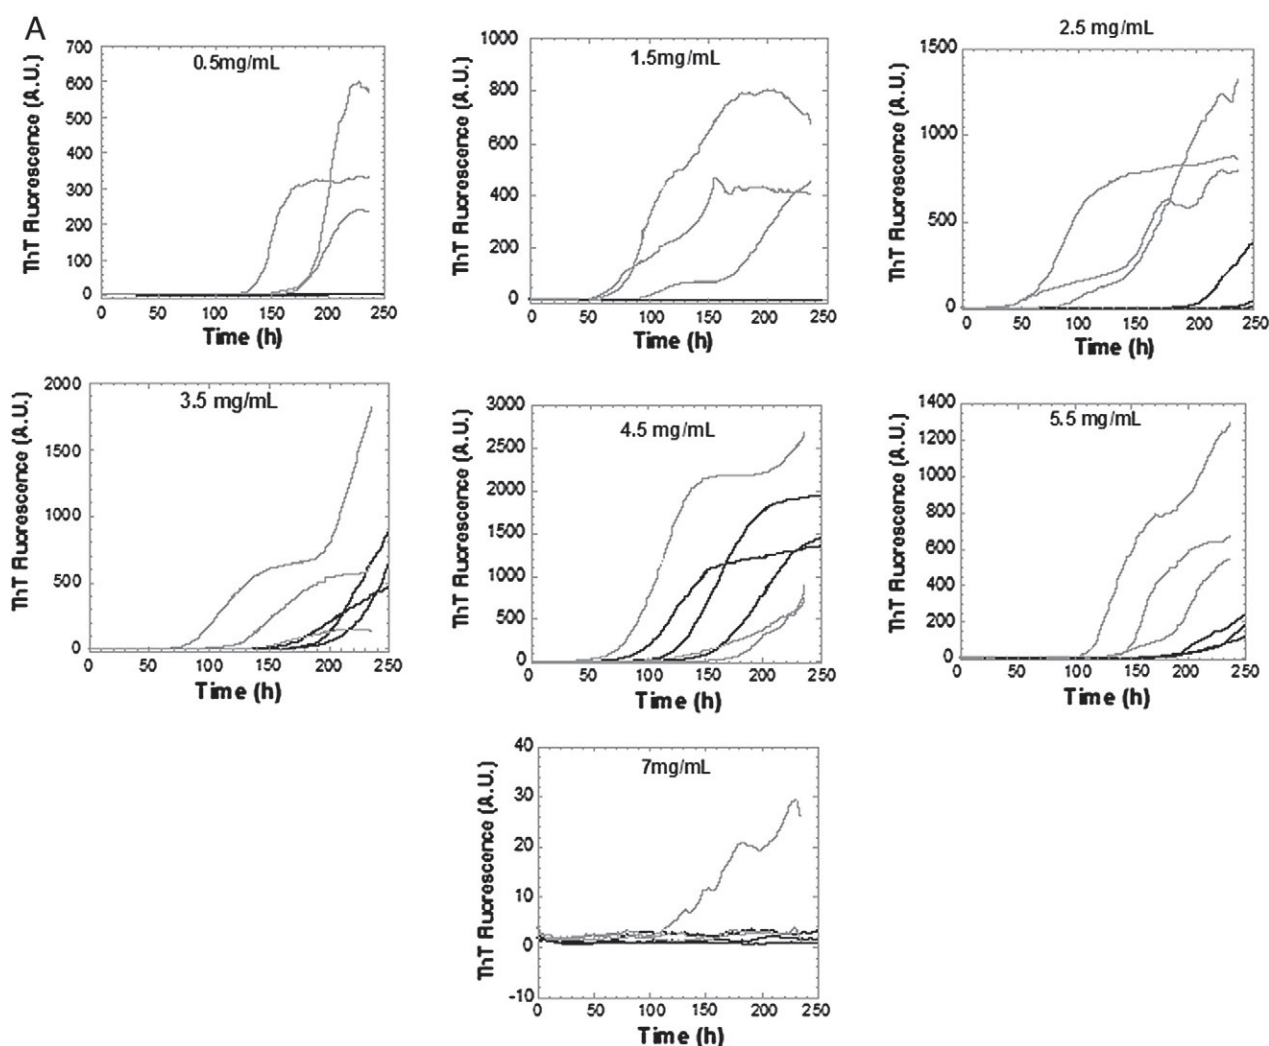 A
0.5mg/mL
ThT Fluorescence (A.U.)
700
600
500
400
300
200
100
0
0 50 100 150 200 250
Time (h)
1.5mg/mL
ThT Fluorescence (A.U.)
1000
800
600
400
200
0
0 50 100 150 200 250
Time (h)
2.5 mg/mL
ThT Fluorescence (A.U.)
1500
1000
500
0
0 50 100 150 200 250
Time (h)
3.5 mg/mL
ThT Fluorescence (A.U.)
2000
1500
1000
500
0
0 50 100 150 200 250
Time (h)
4.5 mg/mL
ThT Fluorescence (A.U.)
3000
2500
2000
1500
1000
500
0
0 50 100 150 200 250
Time (h)
5.5 mg/mL
ThT Fluorescence (A.U.)
1400
1200
1000
800
600
400
200
0
0 50 100 150 200 250
Time (h)
7mg/mL
ThT Fluorescence (A.U.)
40
30
20
10
0
-10
0 50 100 150 200 250
Time (h)